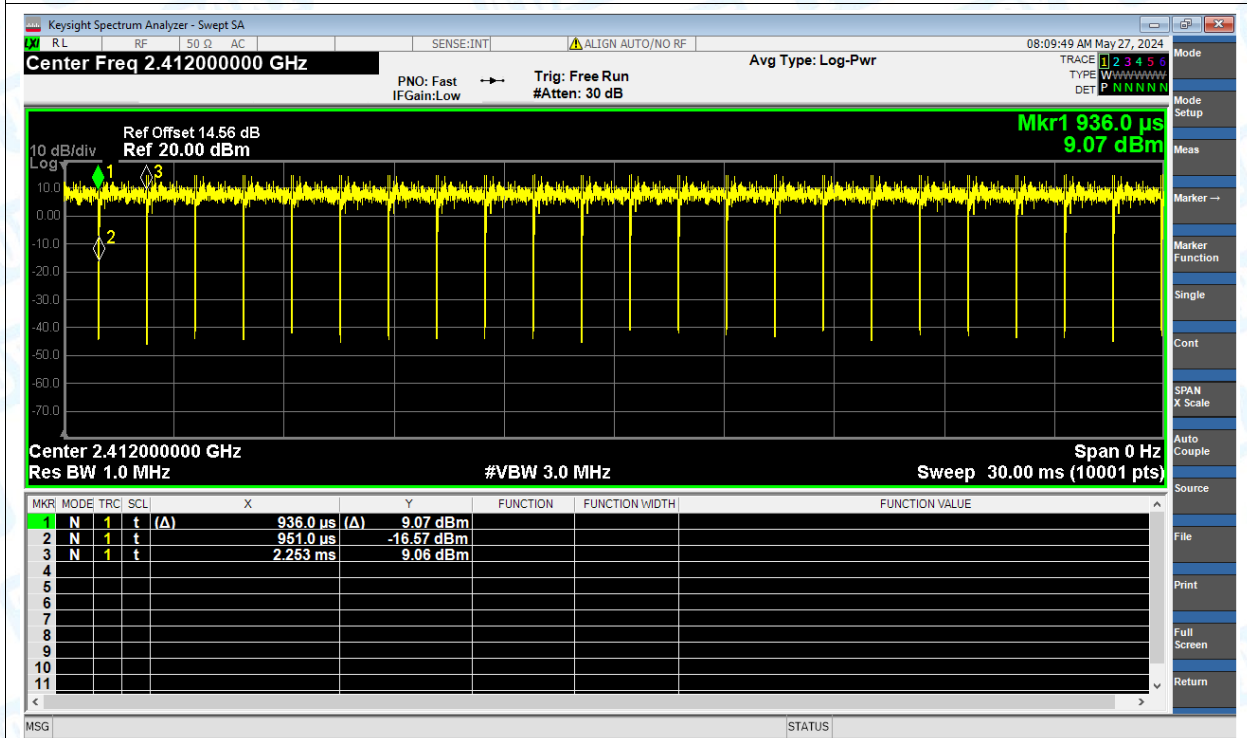 Keysight Spectrum Analyzer - Swept SA
LXI RL RF 50 Ω AC SENSE:INT ALIGN AUTO/NO RF 08:09:49 AM May 27, 2024
Center Freq 2.412000000 GHz Avg Type: Log-Pwr TRACE 1 2 3 4 5 6
PNO: Fast Trig: Free Run TYPE WWWWWW
IFGain:Low #Atten: 30 dB DET P N N N N N
Ref Offset 14.56 dB Mkr1 936.0 µs
10 dB/div Ref 20.00 dBm 9.07 dBm
Log
1
3
10.0
0.00
2
-10.0
-20.0
-30.0
-40.0
-50.0
-60.0
-70.0
Center 2.412000000 GHz Span 0 Hz
Res BW 1.0 MHz #VBW 3.0 MHz Sweep 30.00 ms (10001 pts)
MKR MODE TRC SCL X Y FUNCTION FUNCTION WIDTH FUNCTION VALUE
1 N 1 t (Δ) 936.0 µs (Δ) 9.07 dBm
2 N 1 t 951.0 µs -16.57 dBm
3 N 1 t 2.253 ms 9.06 dBm
4
5
6
7
8
9
10
11
MSG STATUS
Mode
Mode
Setup
Meas
Marker →
Marker
Function
Single
Cont
SPAN
X Scale
Auto
Couple
Source
File
Print
Full
Screen
Return